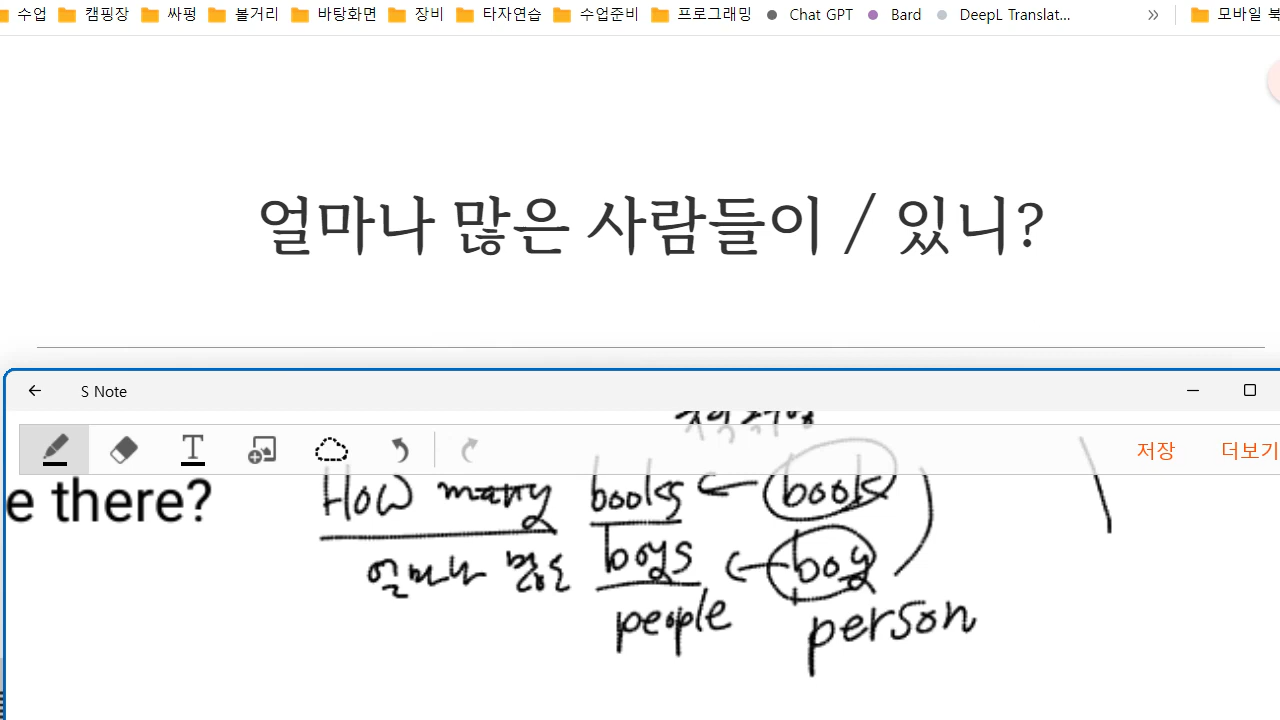 수업 캠핑장 싸펑 볼거리 바탕화면 장비 타자연습 수업준비 프로그래밍 Chat GPT Bard DeepL Translat... » 모바일 북
얼마나 많은 사람들이 / 있니?
S Note
저장 더보기
e there? How many books book
얼마나 많은 boys boy
people person